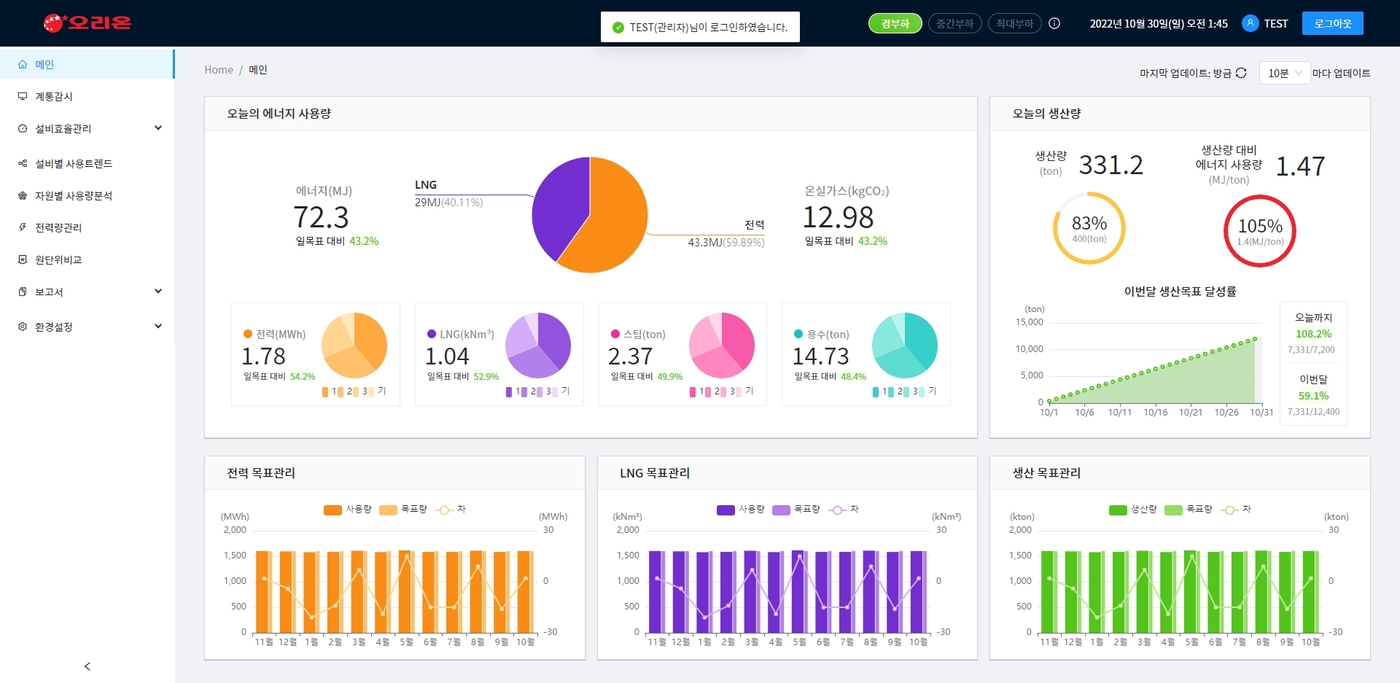 오리온
TEST(관리자)님이 로그인하였습니다.
경부하
중간부하
최대부하
2022년 10월 30일(일) 오전 1:45
TEST
로그아웃
메인
계통감시
설비효율관리
설비별 사용트렌드
자원별 사용량분석
전력량관리
원단위비교
보고서
환경설정
Home / 메인
마지막 업데이트: 방금
10분
마다 업데이트
오늘의 에너지 사용량
에너지(MJ)
72.3
일목표 대비 43.2%
LNG
29MJ(40.11%)
전력
43.3MJ(59.89%)
온실가스(kgCO₂)
12.98
일목표 대비 43.2%
전력(MWh)
1.78
일목표 대비 54.2%
1 2 3 기
LNG(kNm³)
1.04
일목표 대비 52.9%
1 2 3 기
스팀(ton)
2.37
일목표 대비 49.9%
1 2 3 기
용수(ton)
14.73
일목표 대비 48.4%
1 2 3 기
오늘의 생산량
생산량
(ton)
331.2
83%
400(ton)
생산량 대비
에너지 사용량
(MJ/ton)
1.47
105%
1.4(MJ/ton)
이번달 생산목표 달성률
(ton)
15,000
10,000
5,000
0
10/1 10/6 10/11 10/16 10/21 10/26 10/31
오늘까지
108.2%
7,331/7,200
이번달
59.1%
7,331/12,400
전력 목표관리
사용량 목표량 차
(MWh) (MWh)
2,000 30
1,500
1,000 0
500
0 -30
11월 12월 1월 2월 3월 4월 5월 6월 7월 8월 9월 10월
LNG 목표관리
사용량 목표량 차
(kNm³) (kNm³)
2,000 30
1,500
1,000 0
500
0 -30
11월 12월 1월 2월 3월 4월 5월 6월 7월 8월 9월 10월
생산 목표관리
생산량 목표량 차
(kton) (kton)
2,000 30
1,500
1,000 0
500
0 -30
11월 12월 1월 2월 3월 4월 5월 6월 7월 8월 9월 10월